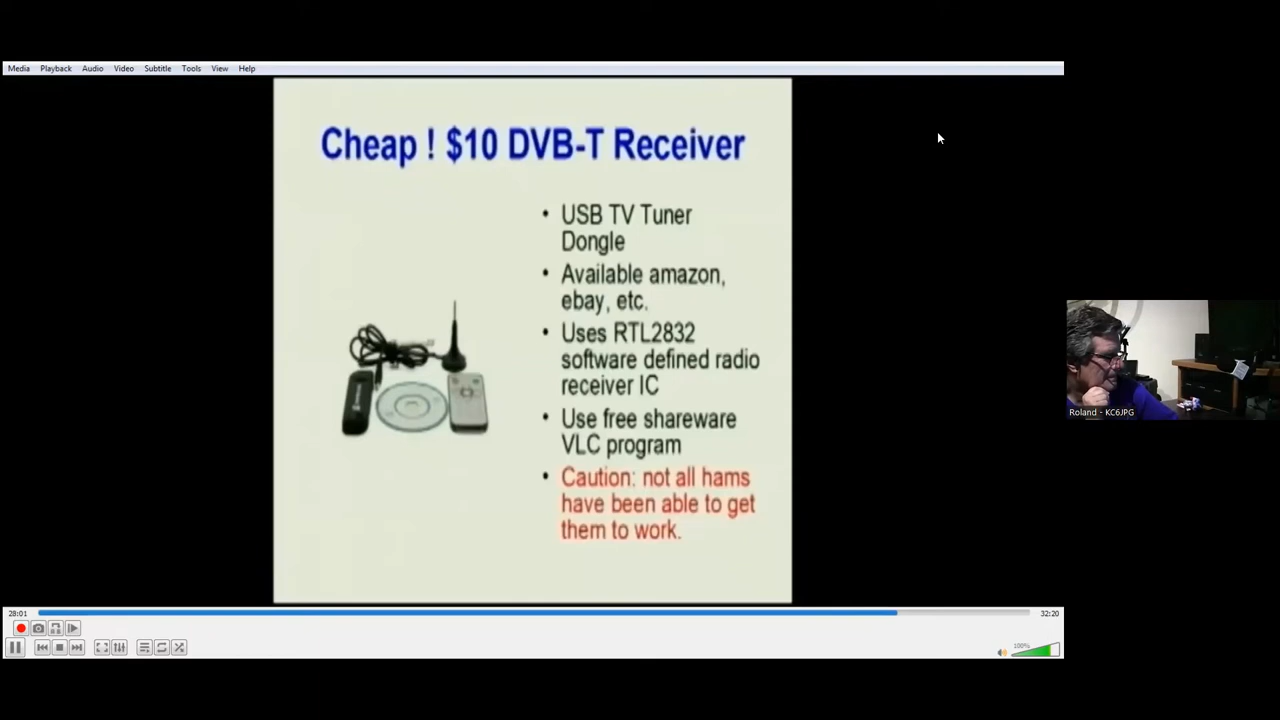 Media Playback Audio Video Subtitle Tools View Help
Cheap ! $10 DVB-T Receiver
• USB TV Tuner
Dongle
• Available amazon,
ebay, etc.
• Uses RTL2832
software defined radio
receiver IC
• Use free shareware
VLC program
• Caution: not all hams
have been able to get
them to work.
Roland - KC6JPG
28:01
32:20
100%